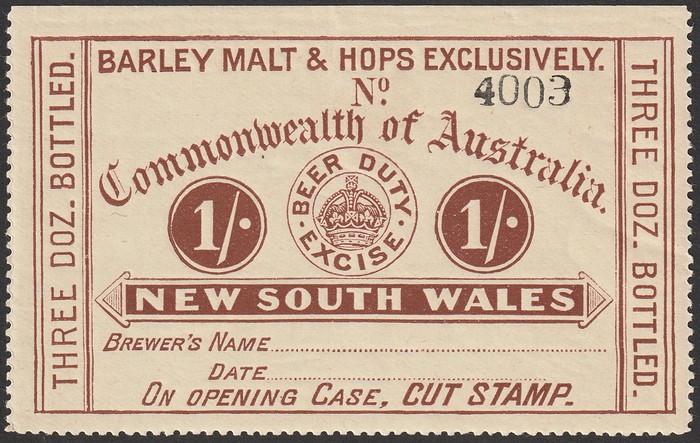 BARLEY MALT & HOPS EXCLUSIVELY.
Nº 4003
Commonwealth of Australia.
1/·
BEER DUTY · EXCISE ·
1/·
NEW SOUTH WALES
BREWER'S NAME
DATE
ON OPENING CASE, CUT STAMP.
THREE DOZ. BOTTLED.
THREE DOZ. BOTTLED.